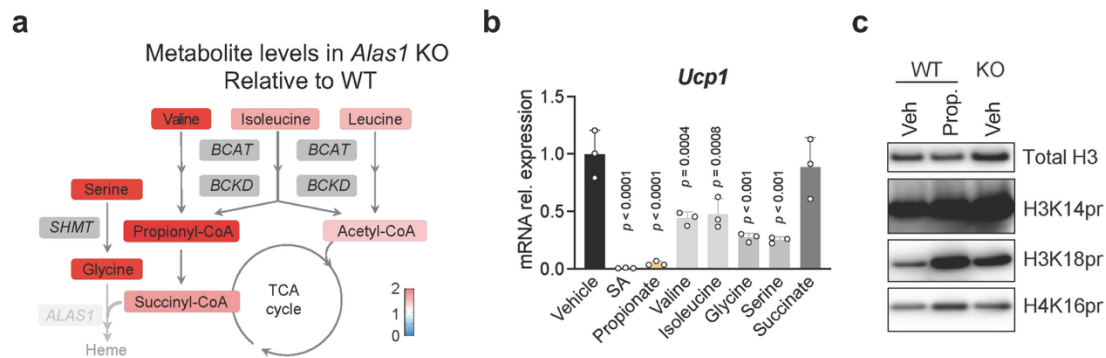 a
Metabolite levels in Alas1 KO
Relative to WT
Valine
Isoleucine
Leucine
BCAT
BCAT
BCKD
BCKD
Serine
SHMT
Propionyl-CoA
Acetyl-CoA
Glycine
Succinyl-CoA
TCA
cycle
ALAS1
Heme
2
1
0
b
Ucp1
mRNA rel. expression
1.5
1.0
0.5
0.0
p < 0.0001
p < 0.0001
p = 0.0004
p = 0.0008
p < 0.001
p < 0.001
Vehicle
SA
Propionate
Valine
Isoleucine
Glycine
Serine
Succinate
c
WT
KO
Veh
Prop.
Veh
Total H3
H3K14pr
H3K18pr
H4K16pr